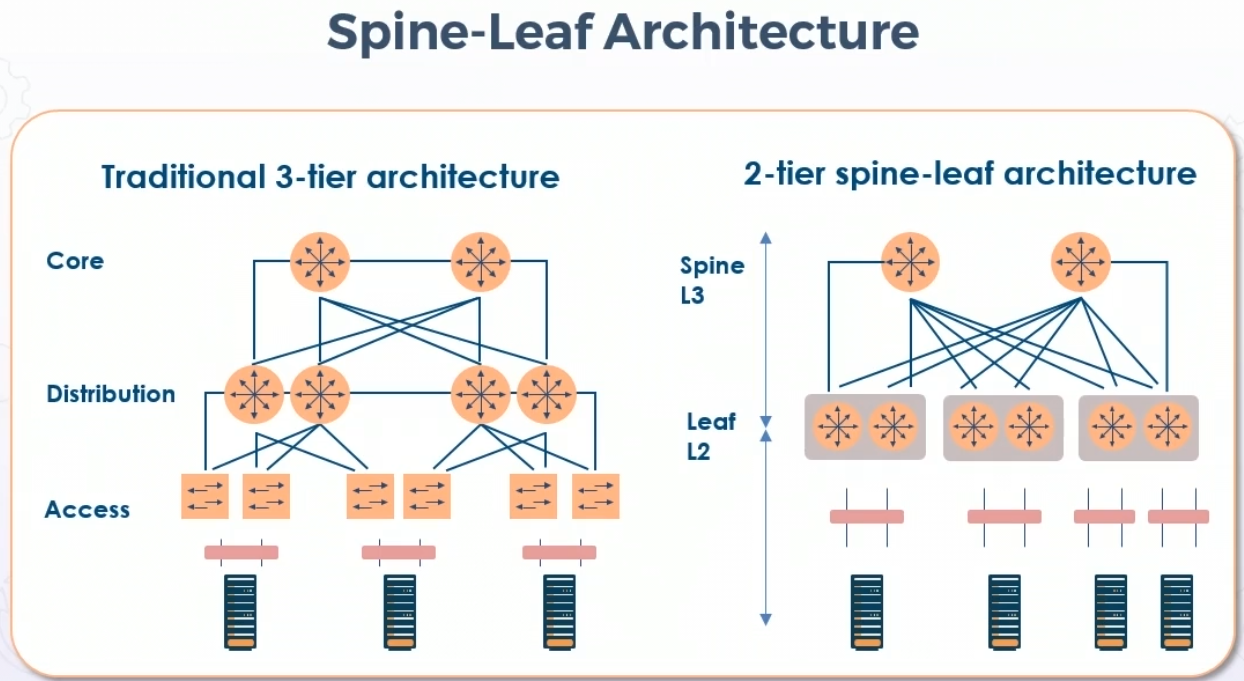 Spine-Leaf Architecture
Traditional 3-tier architecture
Core
Distribution
Access
2-tier spine-leaf architecture
Spine
L3
Leaf
L2